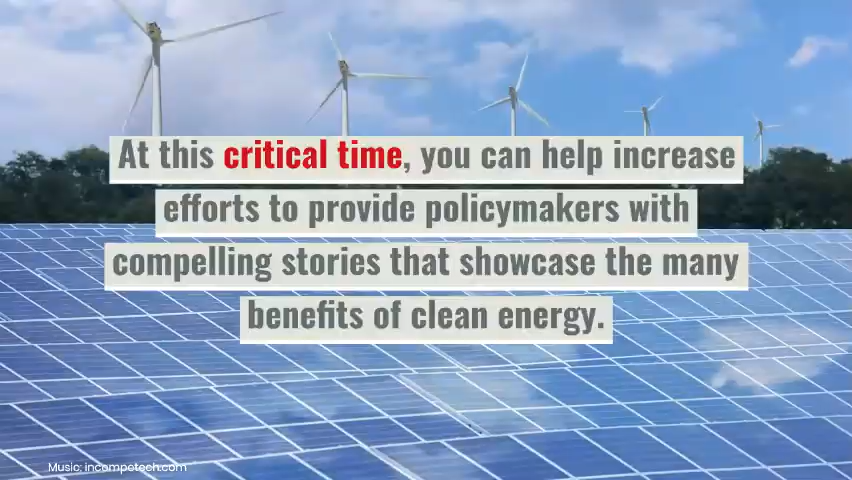 At this critical time, you can help increase
efforts to provide policymakers with
compelling stories that showcase the many
benefits of clean energy.
Music: incompetech.com